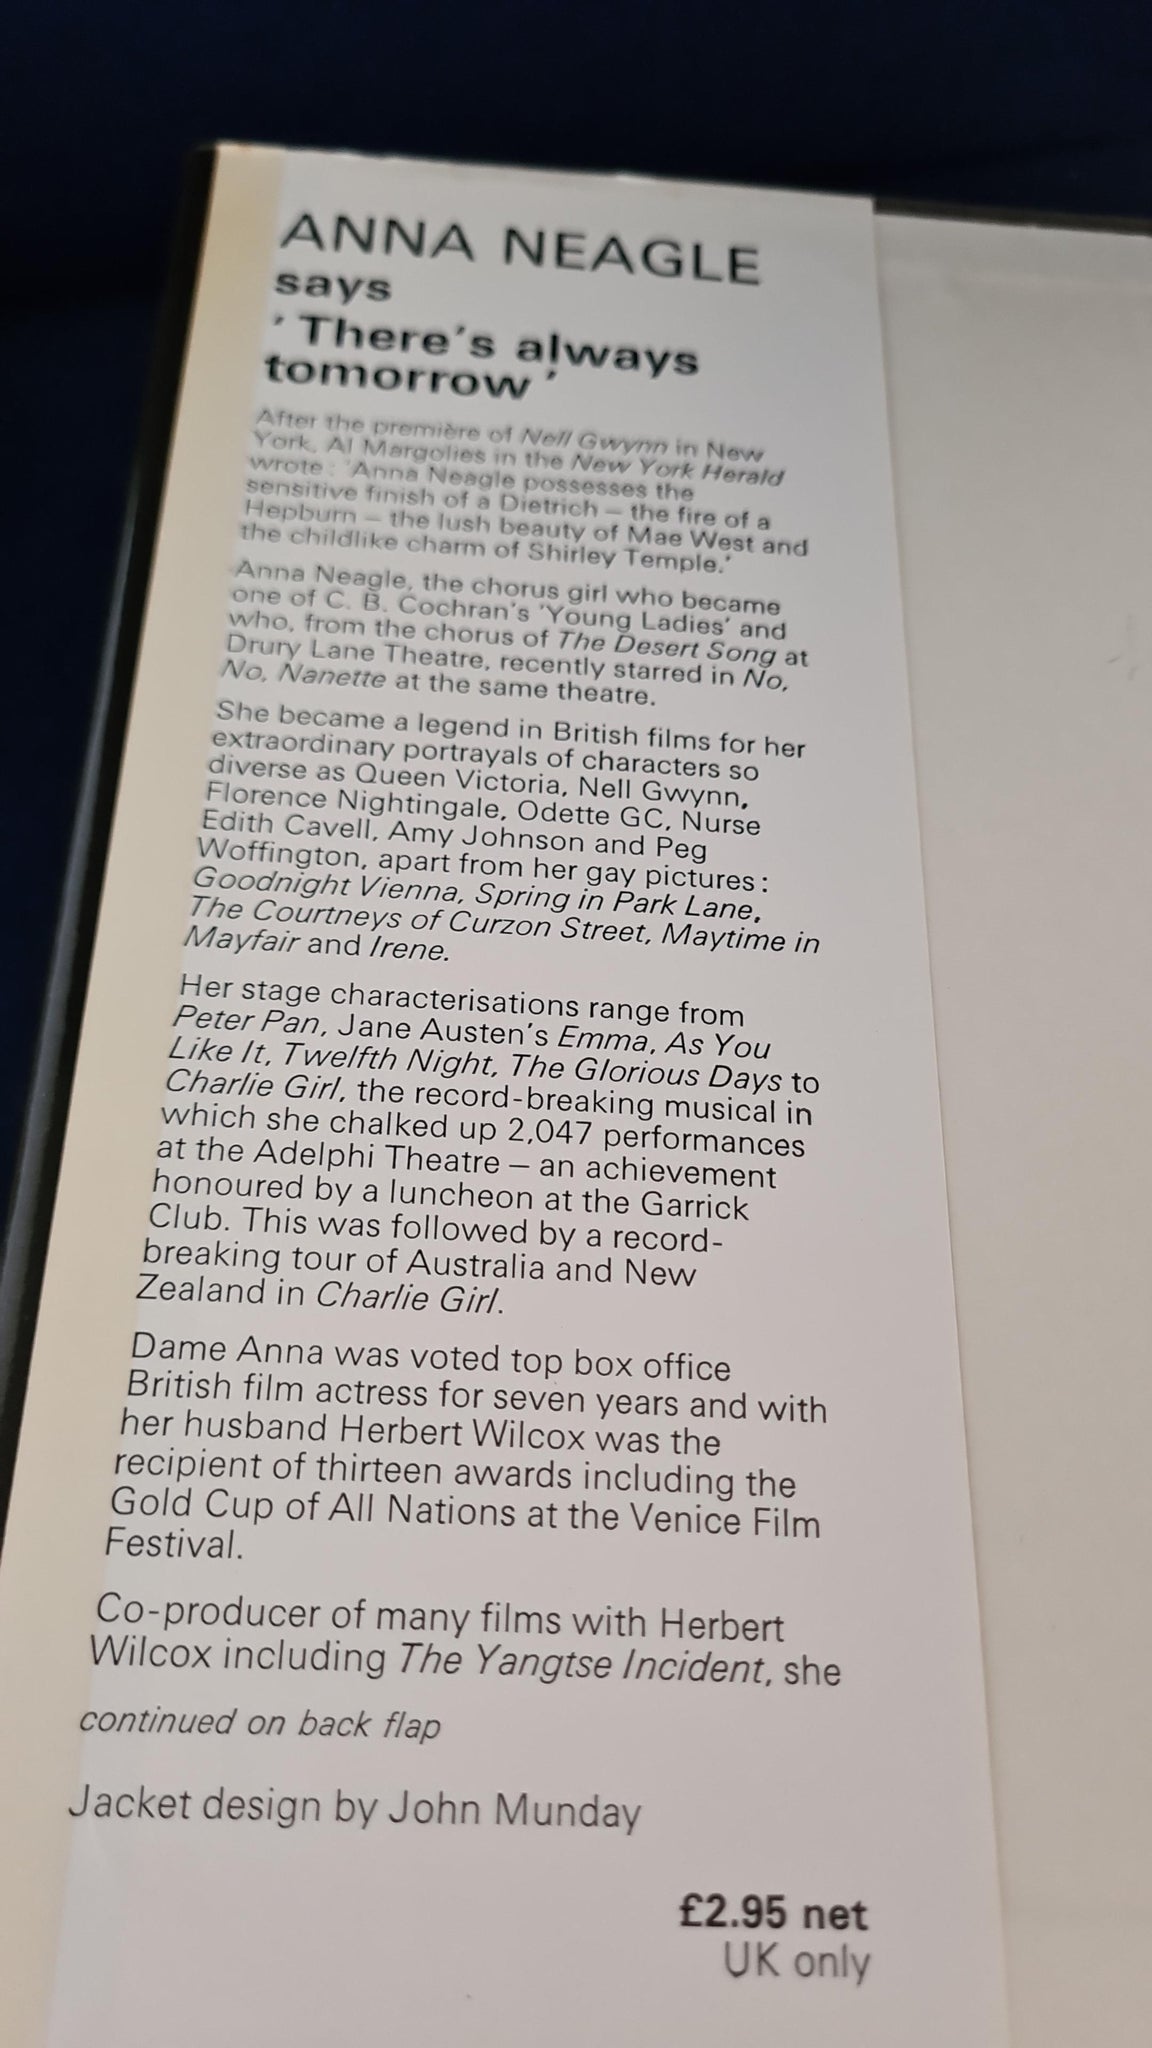 ANNA NEAGLE
says
'There's always
tomorrow'
After the première of Nell Gwynn in New
York, Al Margolies in the New York Herald
wrote: 'Anna Neagle possesses the
sensitive finish of a Dietrich – the fire of a
Hepburn – the lush beauty of Mae West and
the childlike charm of Shirley Temple.'
Anna Neagle, the chorus girl who became
one of C. B. Cochran's 'Young Ladies' and
who, from the chorus of The Desert Song at
Drury Lane Theatre, recently starred in No,
No, Nanette at the same theatre.
She became a legend in British films for her
extraordinary portrayals of characters so
diverse as Queen Victoria, Nell Gwynn,
Florence Nightingale, Odette GC, Nurse
Edith Cavell, Amy Johnson and Peg
Woffington, apart from her gay pictures:
Goodnight Vienna, Spring in Park Lane,
The Courtneys of Curzon Street, Maytime in
Mayfair and Irene.
Her stage characterisations range from
Peter Pan, Jane Austen's Emma, As You
Like It, Twelfth Night, The Glorious Days to
Charlie Girl, the record-breaking musical in
which she chalked up 2,047 performances
at the Adelphi Theatre – an achievement
honoured by a luncheon at the Garrick
Club. This was followed by a record-
breaking tour of Australia and New
Zealand in Charlie Girl.
Dame Anna was voted top box office
British film actress for seven years and with
her husband Herbert Wilcox was the
recipient of thirteen awards including the
Gold Cup of All Nations at the Venice Film
Festival.
Co-producer of many films with Herbert
Wilcox including The Yangtse Incident, she
continued on back flap
Jacket design by John Munday
£2.95 net
UK only